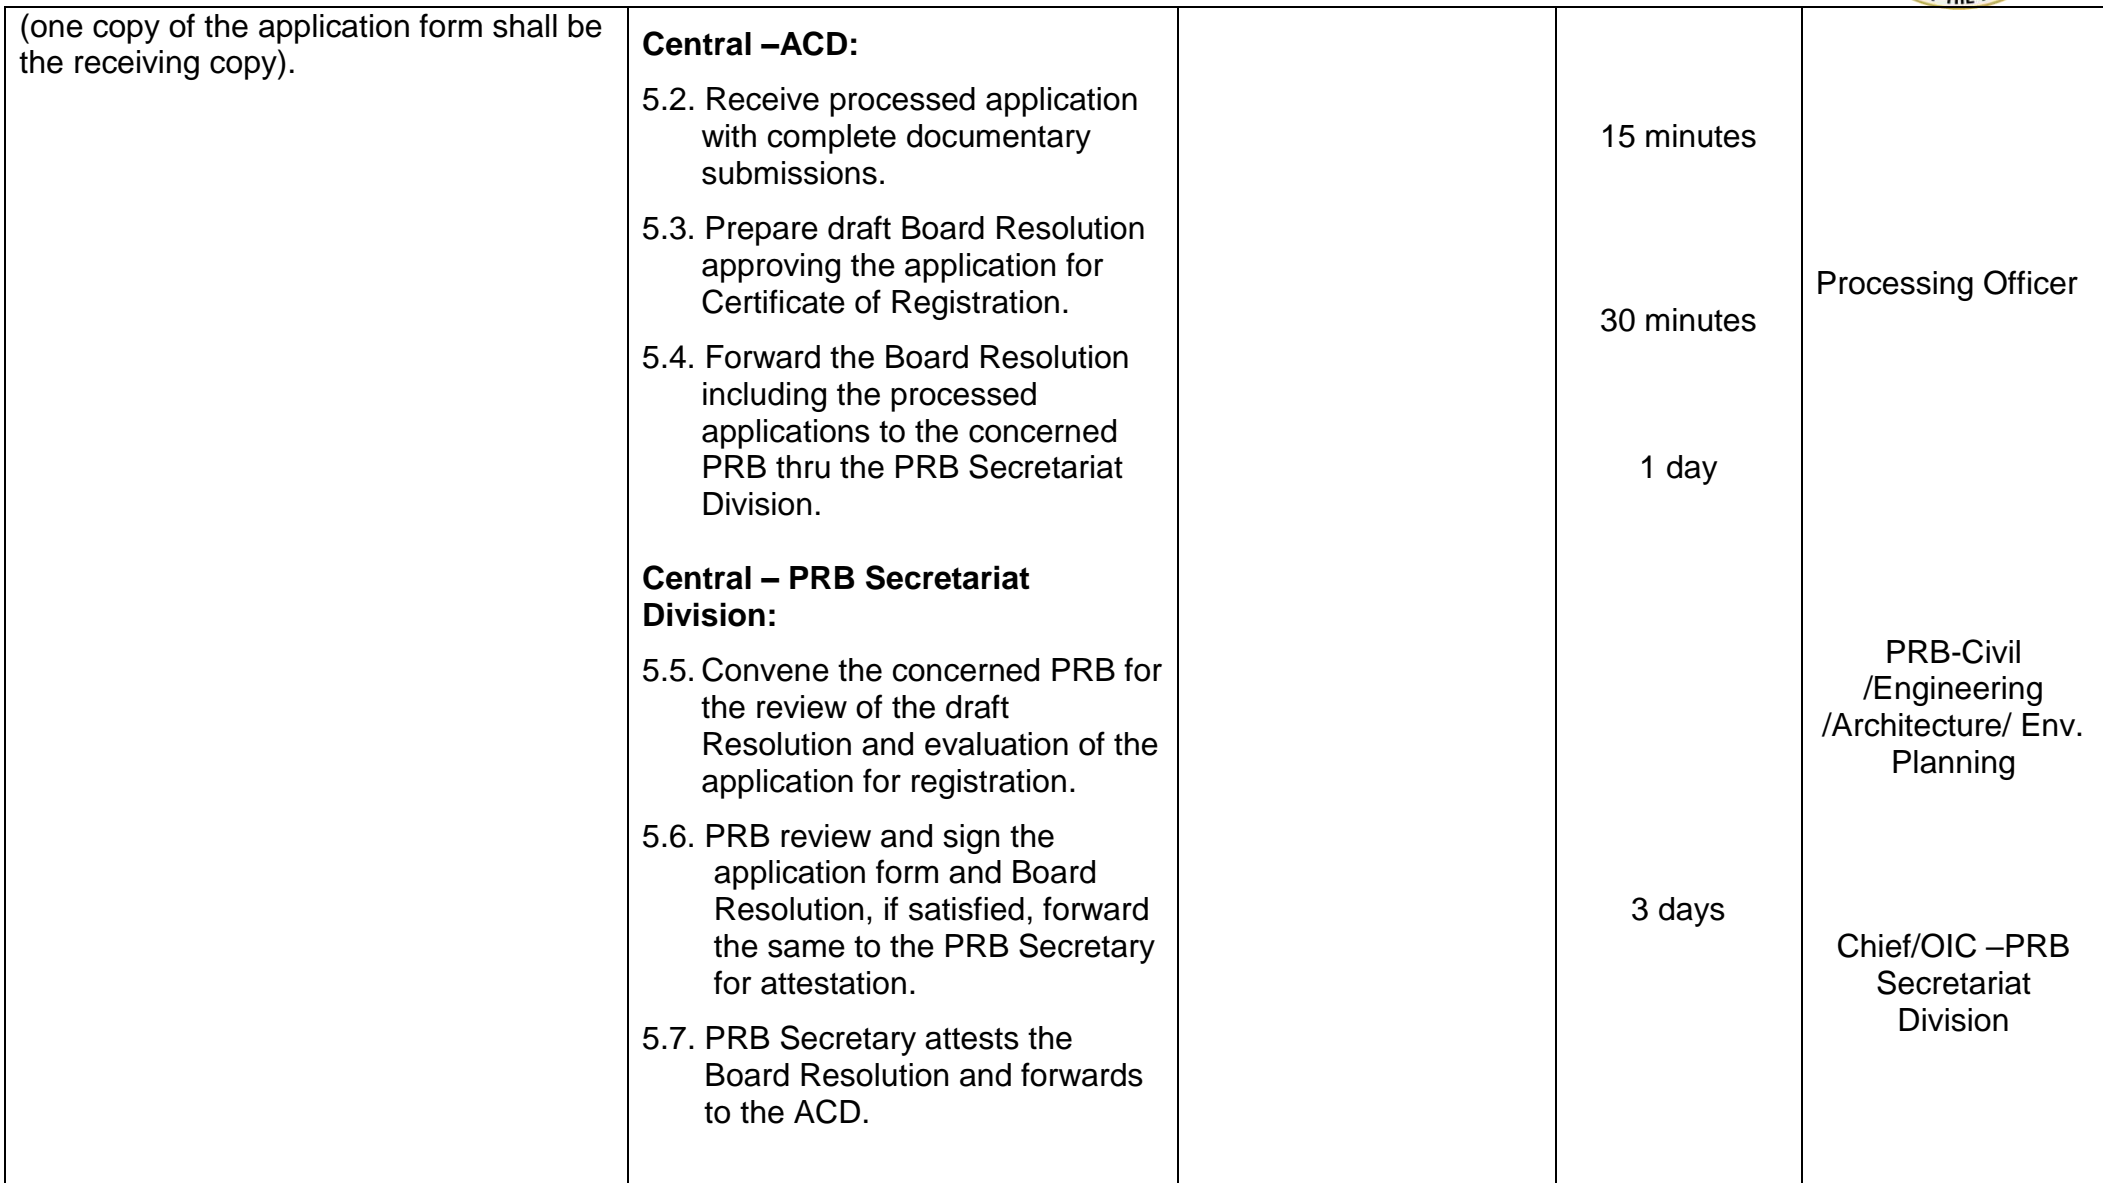 THE
(one copy of the application form shall be
the receiving copy).
Central –ACD:
5.2. Receive processed application
with complete documentary
submissions.
15 minutes
5.3. Prepare draft Board Resolution
approving the application for
Certificate of Registration.
30 minutes
Processing Officer
5.4. Forward the Board Resolution
including the processed
applications to the concerned
PRB thru the PRB Secretariat
Division.
1 day
Central – PRB Secretariat
Division:
5.5. Convene the concerned PRB for
the review of the draft
Resolution and evaluation of the
application for registration.
PRB-Civil
/Engineering
/Architecture/ Env.
Planning
5.6. PRB review and sign the
application form and Board
Resolution, if satisfied, forward
the same to the PRB Secretary
for attestation.
3 days
Chief/OIC –PRB
Secretariat
Division
5.7. PRB Secretary attests the
Board Resolution and forwards
to the ACD.